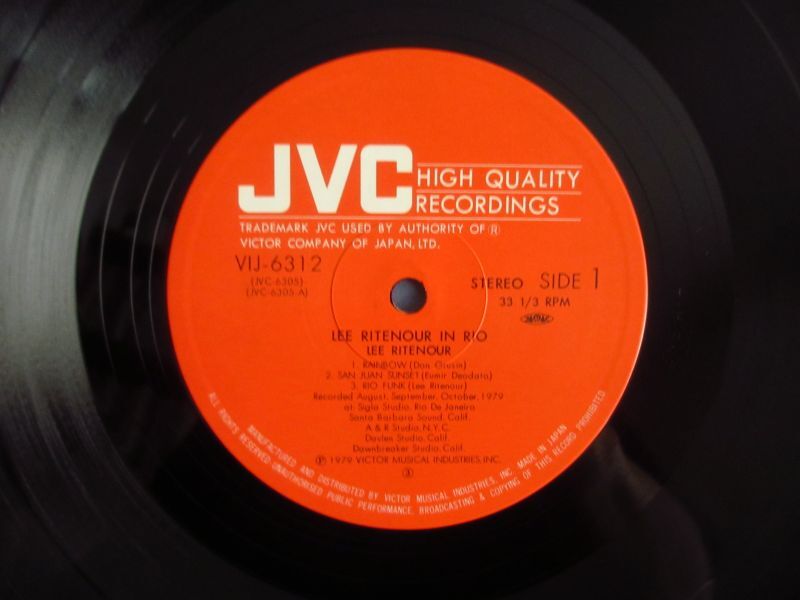 JVC HIGH QUALITY
RECORDINGS
TRADEMARK JVC USED BY AUTHORITY OF ®
VICTOR COMPANY OF JAPAN, LTD.
VIJ-6312
(JVC-6305)
(JVC-6305-A)
STEREO SIDE 1
33 1/3 RPM
LEE RITENOUR IN RIO
LEE RITENOUR
1. RAINBOW (Don Grusin)
2. SAN JUAN SUNSET (Eumir Deodato)
3. RIO FUNK (Lee Ritenour)
Recorded August, September, October, 1979
at: Sigla Studio, Rio De Janeiro
Santa Barbara Sound, Calif.
A & R Studio, N.Y.C.
Davlen Studio, Calif.
Dawnbreaker Studio, Calif.
℗ 1979 VICTOR MUSICAL INDUSTRIES, INC.
MANUFACTURED AND DISTRIBUTED BY VICTOR MUSICAL INDUSTRIES, INC. MADE IN JAPAN
ALL RIGHTS RESERVED UNAUTHORISED PUBLIC PERFORMANCE, BROADCASTING & COPYING OF THIS RECORD PROHIBITED